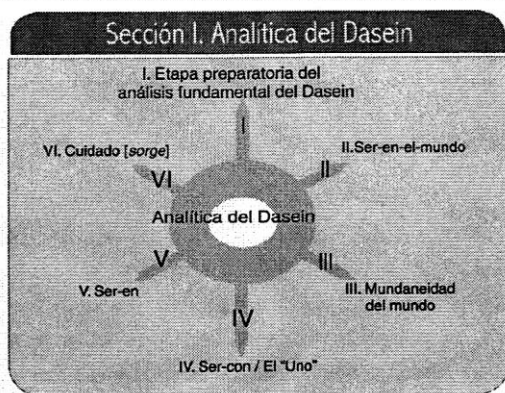 Sección I. Analítica del Dasein
I. Etapa preparatoria del
análisis fundamental del Dasein
I
VI. Cuidado [sorge]
II.Ser-en-el-mundo
VI
II
Analítica del Dasein
V
III
V. Ser-en
III. Mundaneidad
del mundo
IV
IV. Ser-con / El "Uno"